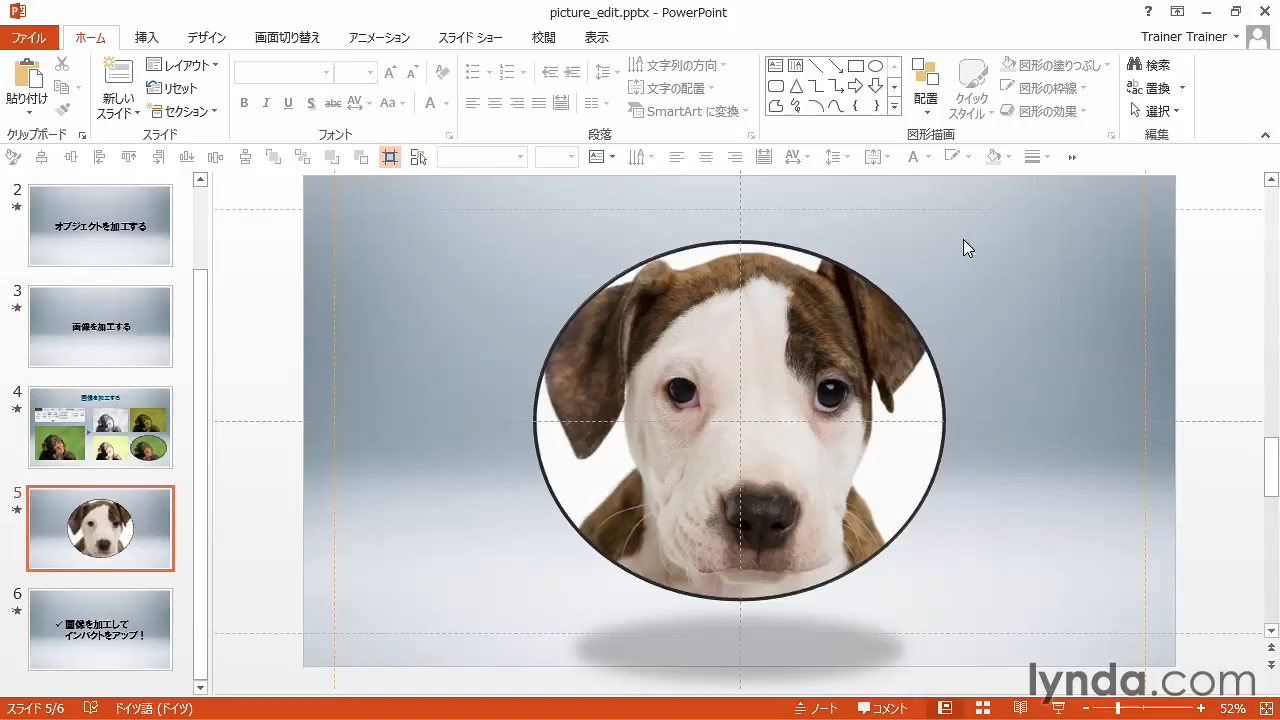 picture_edit.pptx - PowerPoint
ファイル ホーム 挿入 デザイン 画面切り替え アニメーション スライド ショー 校閲 表示 Trainer Trainer
貼り付け
新しい
スライド
レイアウト
リセット
セクション
B I U S abc AV Aa A
文字列の方向
文字の配置
SmartArt に変換
配置
クイック
スタイル
図形の塗りつぶし
図形の枠線
図形の効果
検索
置換
選択
クリップボード スライド フォント 段落 図形描画 編集
2
オブジェクトを加工する
3
画像を加工する
4
画像を加工する
5
6
✓ 画像を加工して
インパクトをアップ！
lynda.com
スライド 5/6 ドイツ語 (ドイツ) ノート コメント 52%